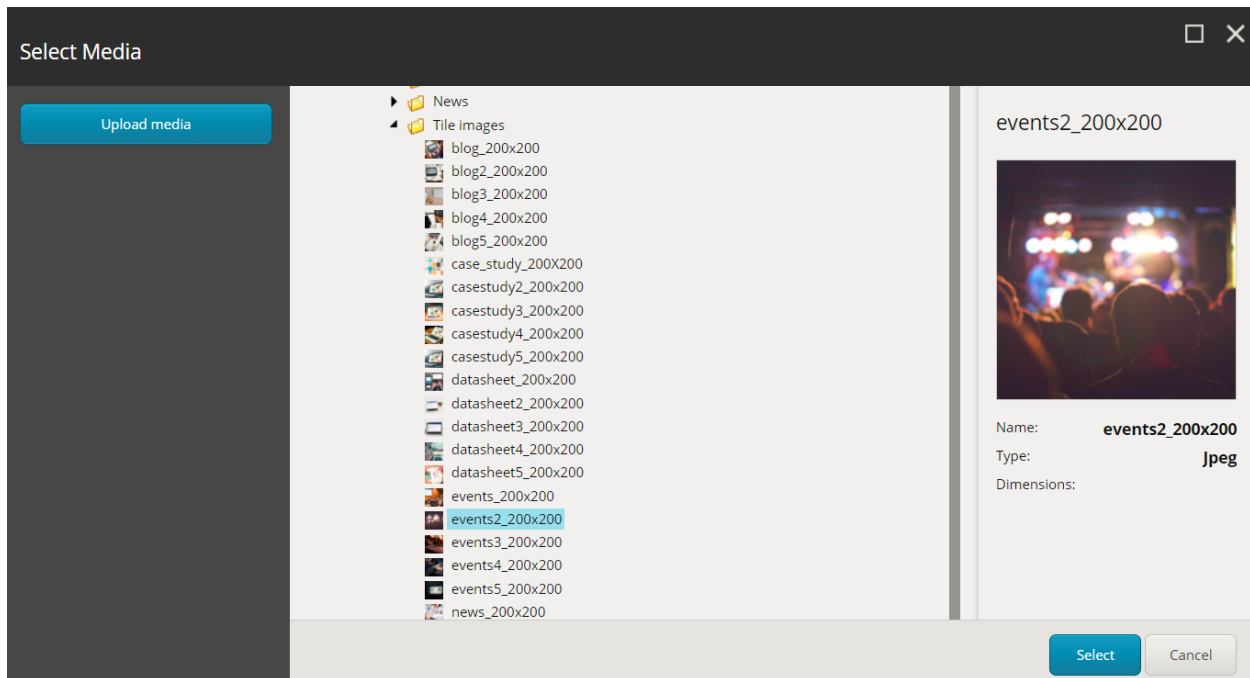 Select Media
Upload media
News
Tile images
blog_200x200
blog2_200x200
blog3_200x200
blog4_200x200
blog5_200x200
case_study_200X200
casestudy2_200x200
casestudy3_200x200
casestudy4_200x200
casestudy5_200x200
datasheet_200x200
datasheet2_200x200
datasheet3_200x200
datasheet4_200x200
datasheet5_200x200
events_200x200
events2_200x200
events3_200x200
events4_200x200
events5_200x200
news_200x200
events2_200x200
Name: events2_200x200
Type: Jpeg
Dimensions:
Select Cancel